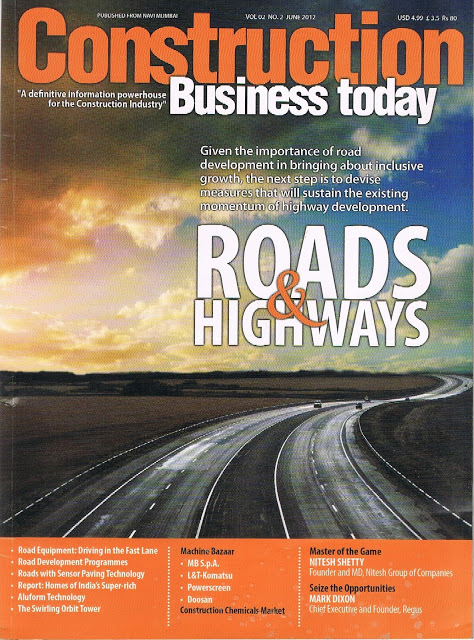 PUBLISHED FROM NAVI MUMBAI
VOL 02 NO. 2 JUNE 2012
USD 4.99 £ 3.5 Rs 80
Construction
Business today
"A definitive information powerhouse
for the Construction Industry"
Given the importance of road
development in bringing about inclusive
growth, the next step is to devise
measures that will sustain the existing
momentum of highway development.
ROADS
&
HIGHWAYS
• Road Equipment: Driving in the Fast Lane
• Road Development Programmes
• Roads with Sensor Paving Technology
• Report: Homes of India's Super-rich
• Aluform Technology
• The Swirling Orbit Tower
Machine Bazaar
• MB S.p.A.
• L&T-Komatsu
• Powerscreen
• Doosan
Construction Chemicals Market
Master of the Game
NITESH SHETTY
Founder and MD, Nitesh Group of Companies
Seize the Opportunities
MARK DIXON
Chief Executive and Founder, Regus